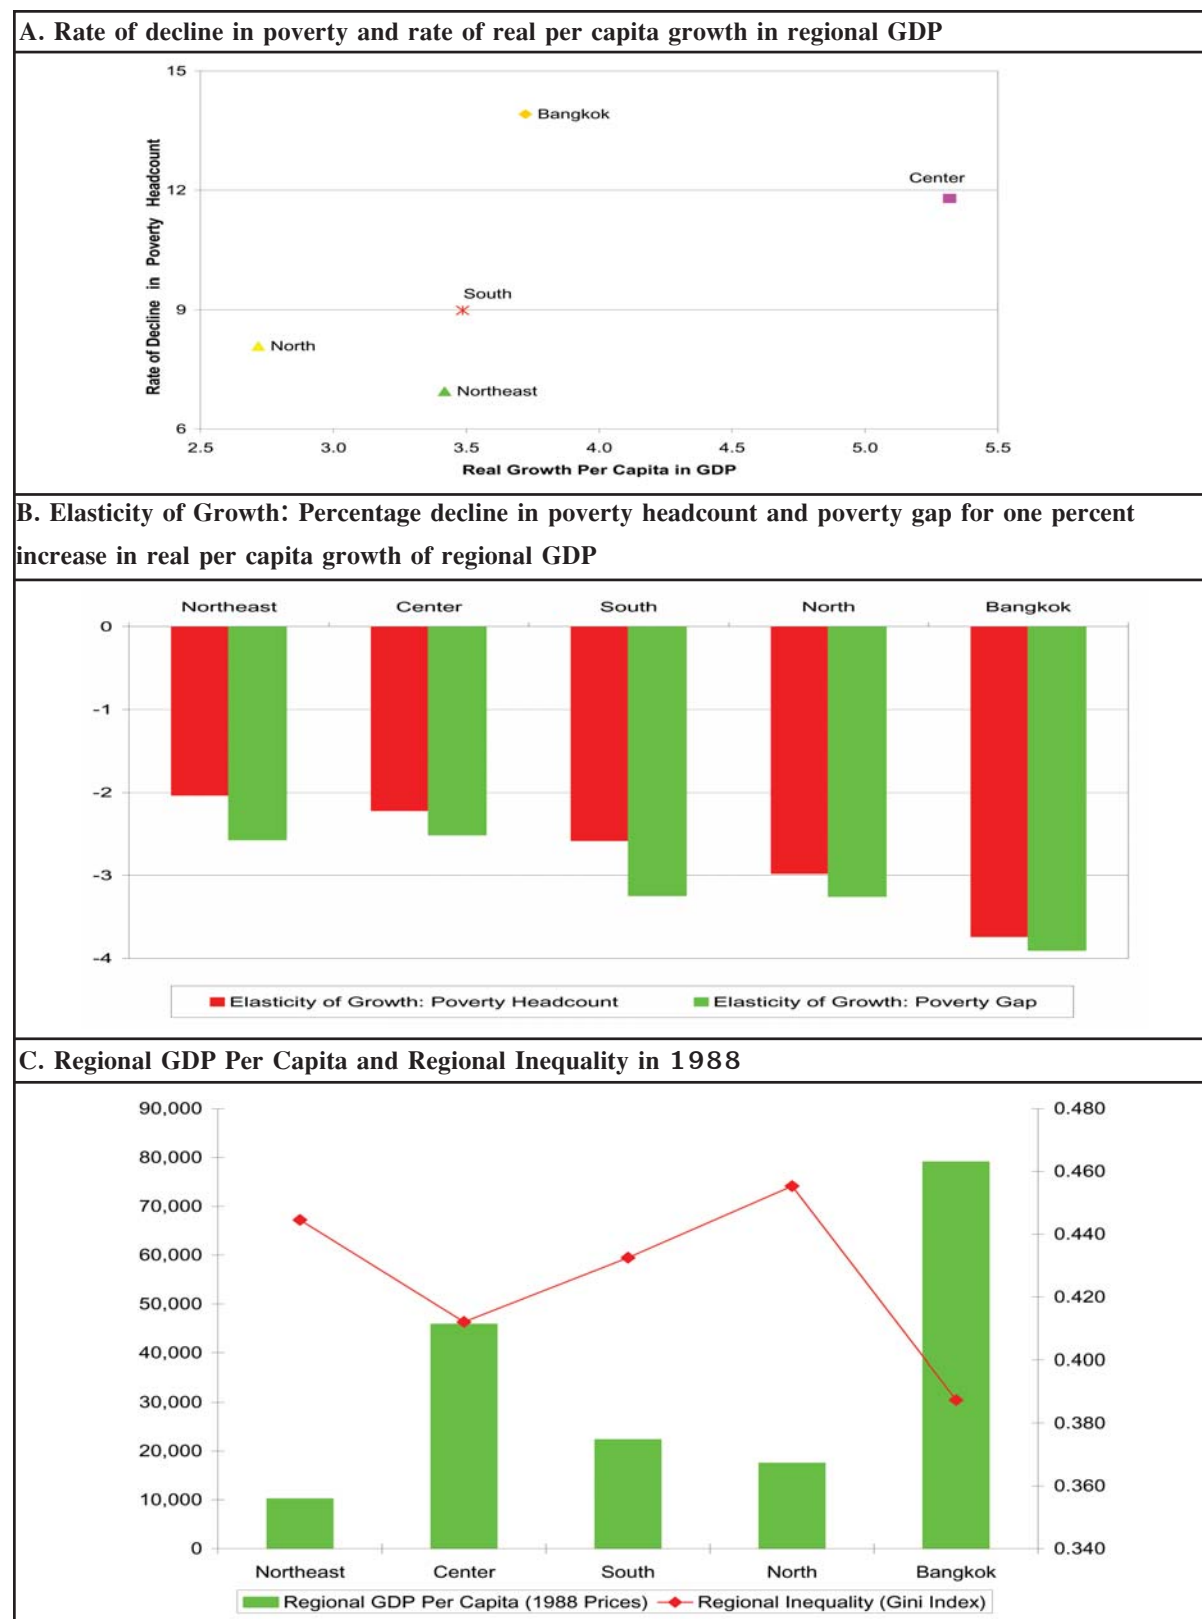 A. Rate of decline in poverty and rate of real per capita growth in regional GDP
Rate of Decline in Poverty Headcount
15
12
9
6
Bangkok
Center
South
North
Northeast
2.5 3.0 3.5 4.0 4.5 5.0 5.5
Real Growth Per Capita in GDP
B. Elasticity of Growth: Percentage decline in poverty headcount and poverty gap for one percent
increase in real per capita growth of regional GDP
Northeast Center South North Bangkok
0
-1
-2
-3
-4
Elasticity of Growth: Poverty Headcount Elasticity of Growth: Poverty Gap
C. Regional GDP Per Capita and Regional Inequality in 1988
90,000 0.480
80,000 0.460
70,000 0.440
60,000 0.420
50,000 0.400
40,000 0.380
30,000 0.360
20,000 0.340
10,000
0
Northeast Center South North Bangkok
Regional GDP Per Capita (1988 Prices) Regional Inequality (Gini Index)